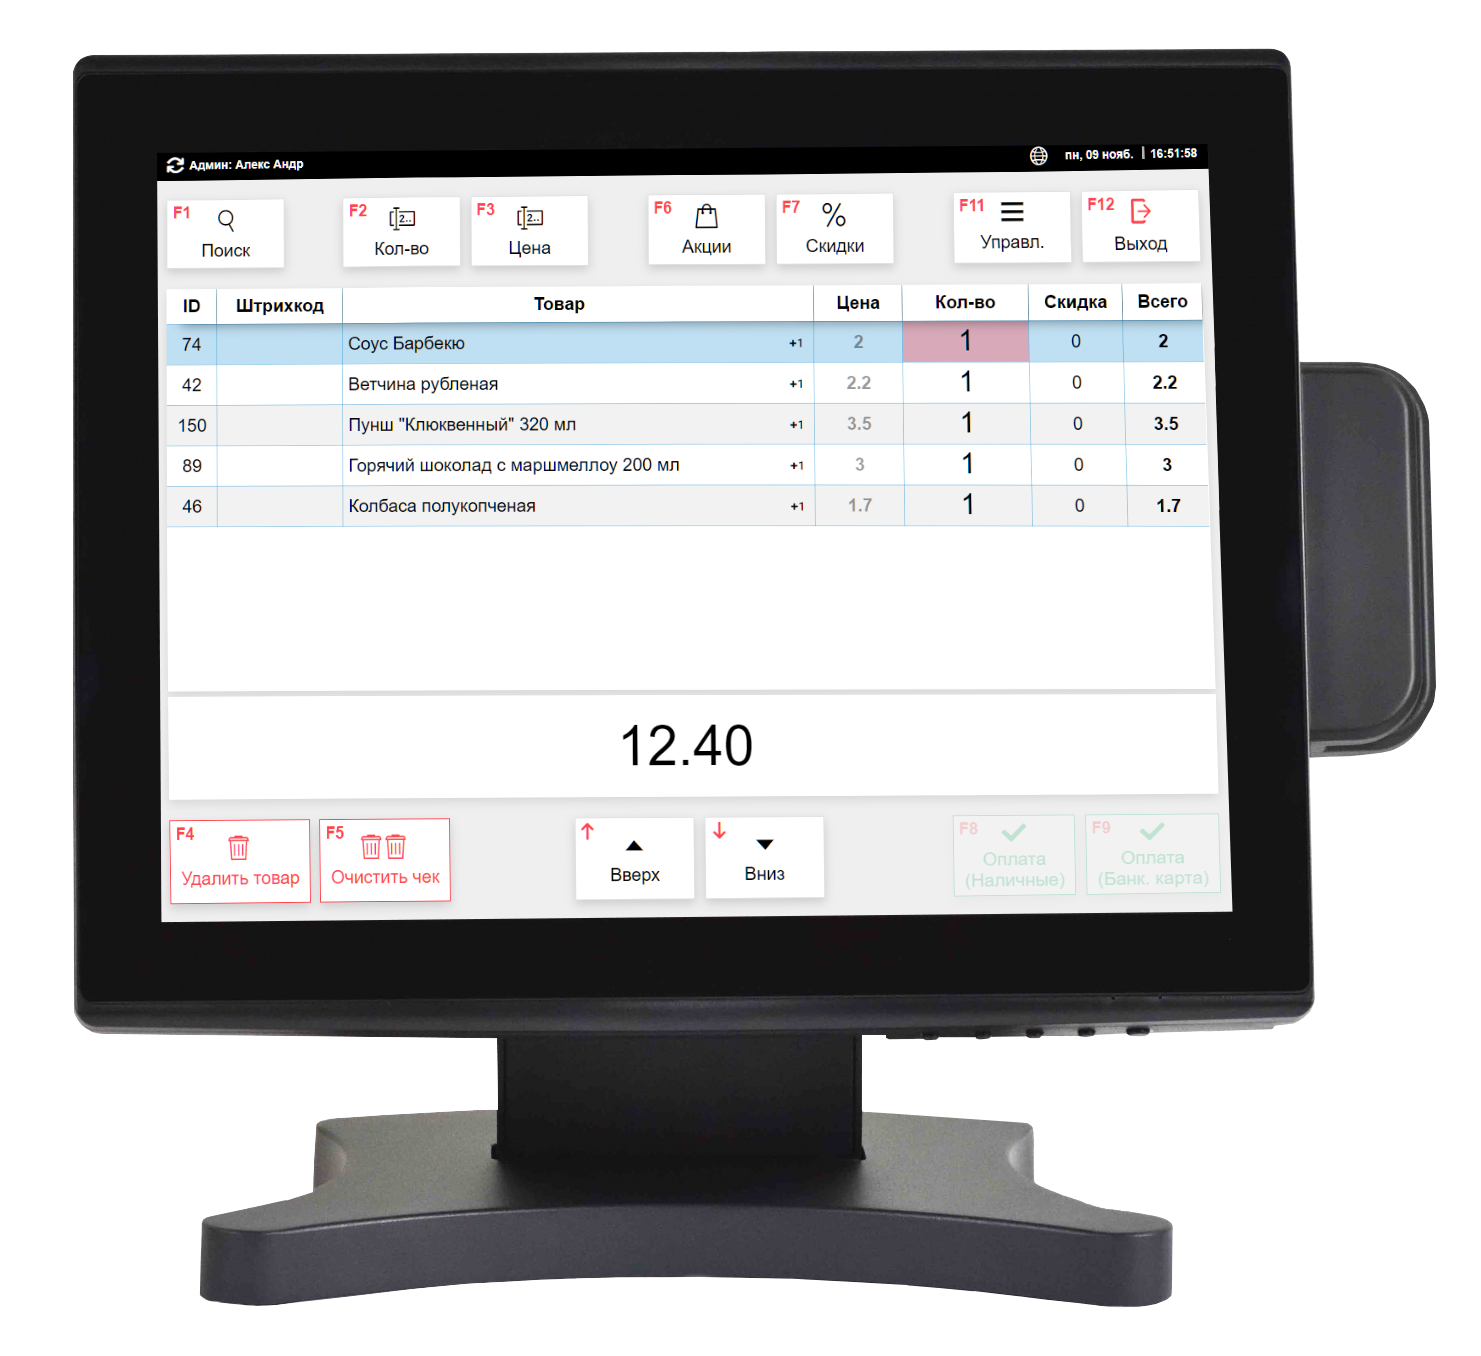 Админ: Алекс Андр
пн, 09 нояб. | 16:51:58
F1
Поиск
F2
2..
Кол-во
F3
2..
Цена
F6
Акции
F7
%
Скидки
F11
Управл.
F12
Выход
ID Штрихкод Товар Цена Кол-во Скидка Всего
74 Соус Барбекю +1 2 1 0 2
42 Ветчина рубленая +1 2.2 1 0 2.2
150 Пунш "Клюквенный" 320 мл +1 3.5 1 0 3.5
89 Горячий шоколад с маршмеллоу 200 мл +1 3 1 0 3
46 Колбаса полукопченая +1 1.7 1 0 1.7
12.40
F4
Удалить товар
F5
Очистить чек
Вверх
Вниз
F8
Оплата
(Наличные)
F9
Оплата
(Банк. карта)